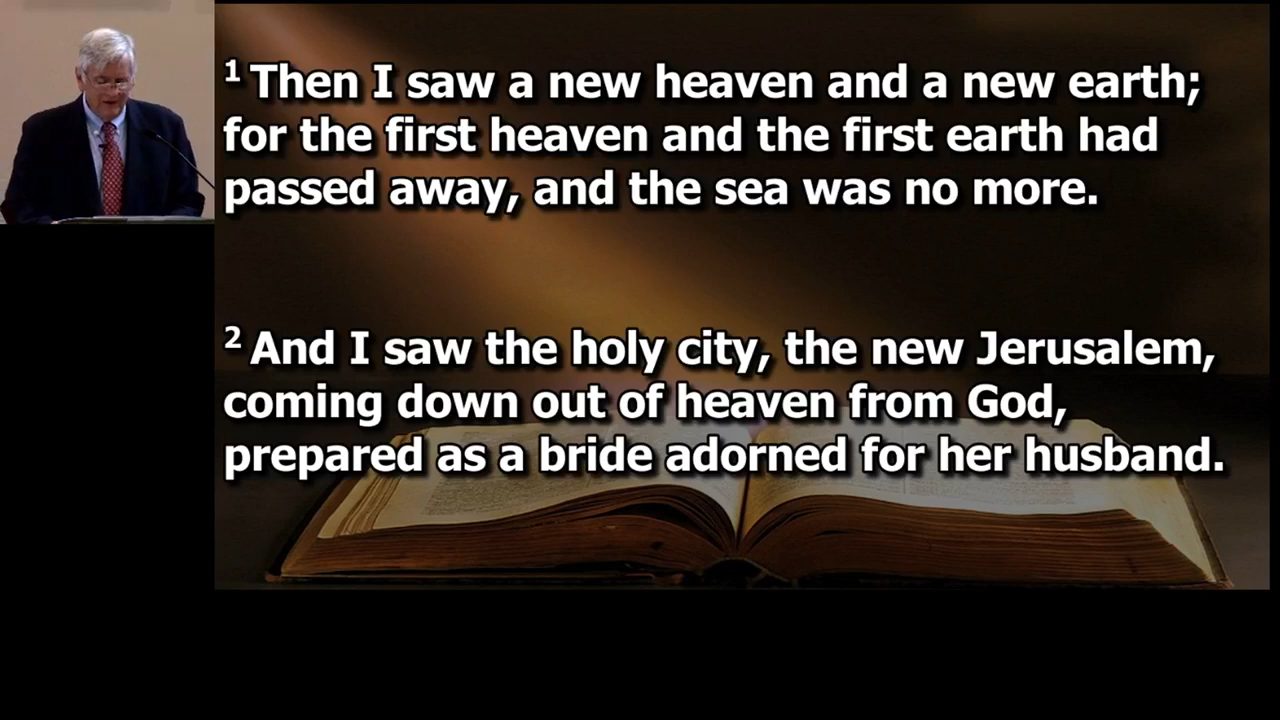 1 Then I saw a new heaven and a new earth;
for the first heaven and the first earth had
passed away, and the sea was no more.
2 And I saw the holy city, the new Jerusalem,
coming down out of heaven from God,
prepared as a bride adorned for her husband.